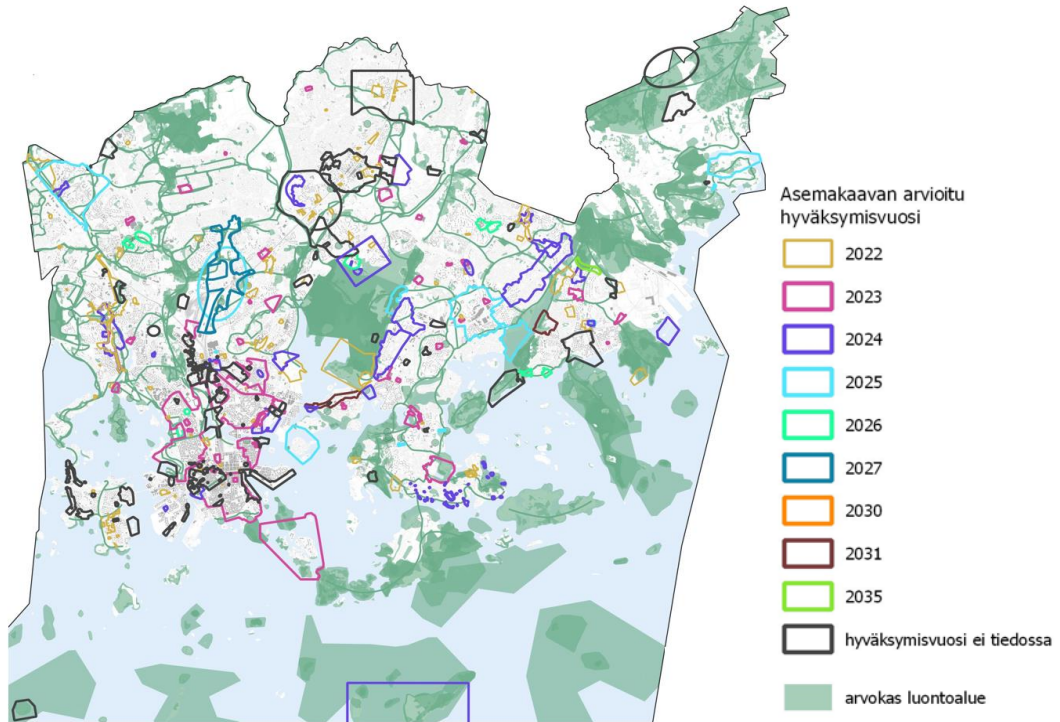 Asemakaavan arvioitu
hyväksymisvuosi
2022
2023
2024
2025
2026
2027
2030
2031
2035
hyväksymisvuosi ei tiedossa
arvokas luontoalue